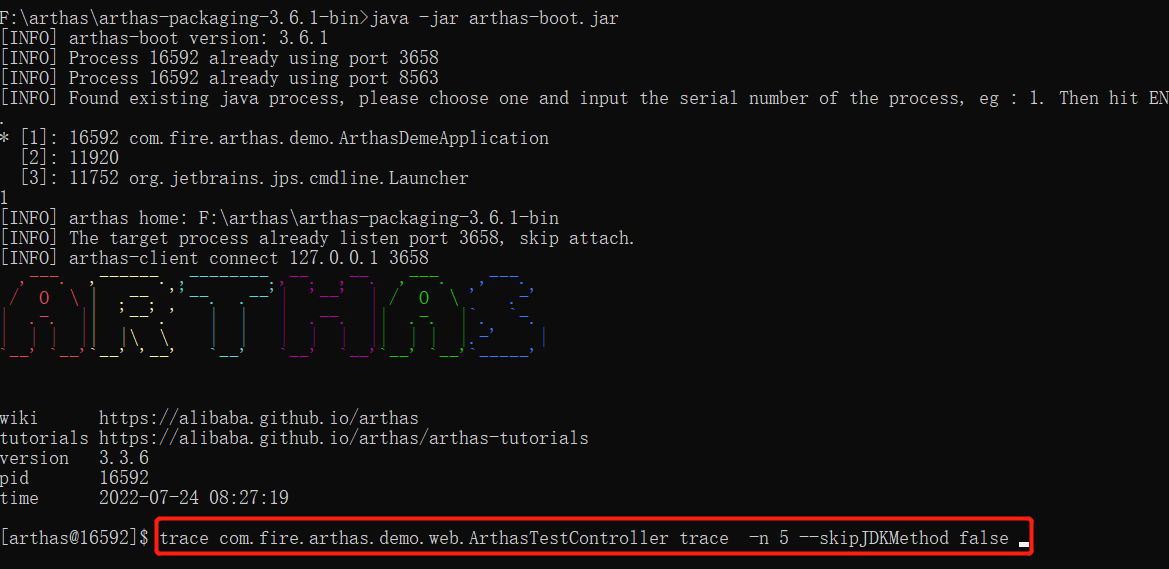 F:\arthas\arthas-packaging-3.6.1-bin>java -jar arthas-boot.jar
[INFO] arthas-boot version: 3.6.1
[INFO] Process 16592 already using port 3658
[INFO] Process 16592 already using port 8563
[INFO] Found existing java process, please choose one and input the serial number of the process, eg : 1. Then hit EN
.
* [1]: 16592 com.fire.arthas.demo.ArthasDemeApplication
  [2]: 11920
  [3]: 11752 org.jetbrains.jps.cmdline.Launcher
1
[INFO] arthas home: F:\arthas\arthas-packaging-3.6.1-bin
[INFO] The target process already listen port 3658, skip attach.
[INFO] arthas-client connect 127.0.0.1 3658
ARTHAS
wiki      https://alibaba.github.io/arthas
tutorials https://alibaba.github.io/arthas/arthas-tutorials
version   3.3.6
pid       16592
time      2022-07-24 08:27:19
[arthas@16592]$ trace com.fire.arthas.demo.web.ArthasTestController trace  -n 5 --skipJDKMethod false